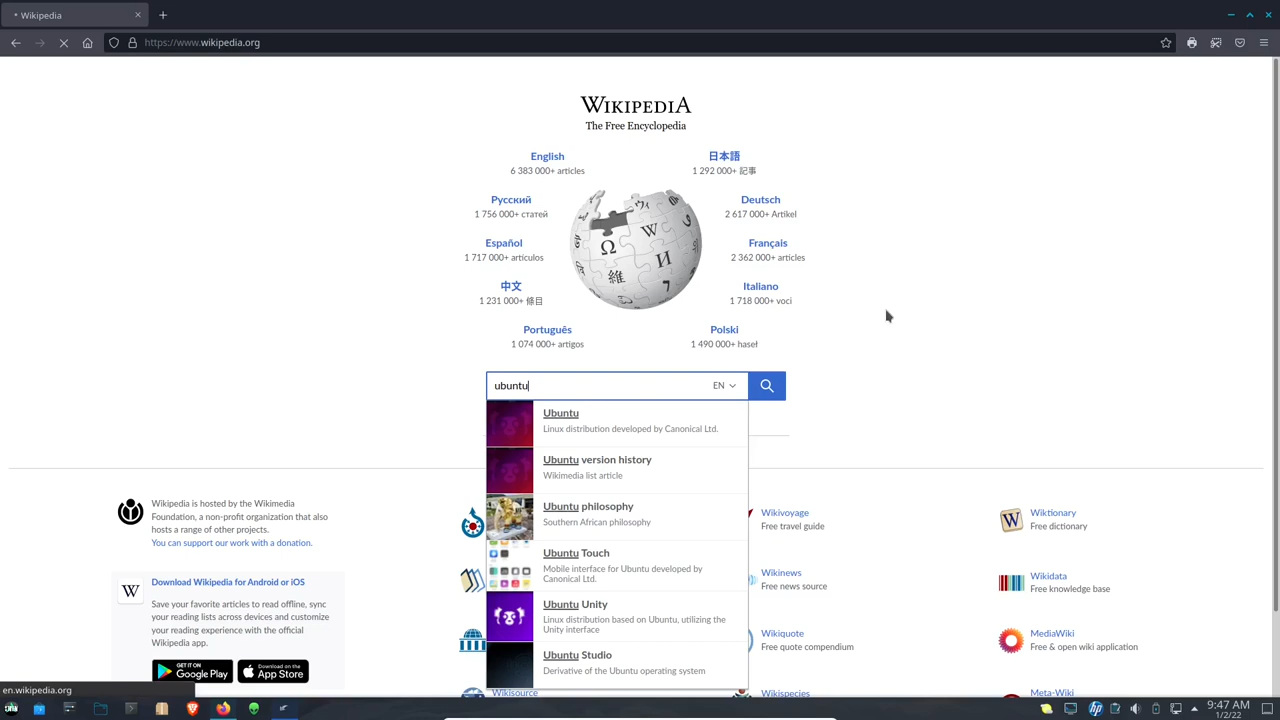 Wikipedia
https://www.wikipedia.org
WIKIPEDIA
The Free Encyclopedia
English
6 383 000+ articles
日本語
1 292 000+ 記事
Русский
1 756 000+ статей
Deutsch
2 617 000+ Artikel
Español
1 717 000+ artículos
Français
2 362 000+ articles
中文
1 231 000+ 條目
Italiano
1 718 000+ voci
Português
1 074 000+ artigos
Polski
1 490 000+ haseł
Ω W И 維
ubuntu
EN
Ubuntu
Linux distribution developed by Canonical Ltd.
Ubuntu version history
Wikimedia list article
Ubuntu philosophy
Southern African philosophy
Ubuntu Touch
Mobile interface for Ubuntu developed by
Canonical Ltd.
Ubuntu Unity
Linux distribution based on Ubuntu, utilizing the
Unity interface
Ubuntu Studio
Derivative of the Ubuntu operating system
Wikipedia is hosted by the Wikimedia
Foundation, a non-profit organization that also
hosts a range of other projects.
You can support our work with a donation.
W
Download Wikipedia for Android or iOS
Save your favorite articles to read offline, sync
your reading lists across devices and customize
your reading experience with the official
Wikipedia app.
GET IT ON
Google Play
Download on the
App Store
Wikivoyage
Free travel guide
W
Wiktionary
Free dictionary
Wikinews
Free news source
Wikidata
Free knowledge base
Wikiquote
Free quote compendium
MediaWiki
Free & open wiki application
Wikisource
Wikispecies
Meta-Wiki
en.wikipedia.org
hp
9:47 AM
1/2/22